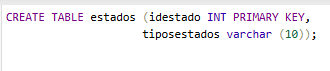 CREATE TABLE estados (idestado INT PRIMARY KEY,
tiposestados varchar (10));